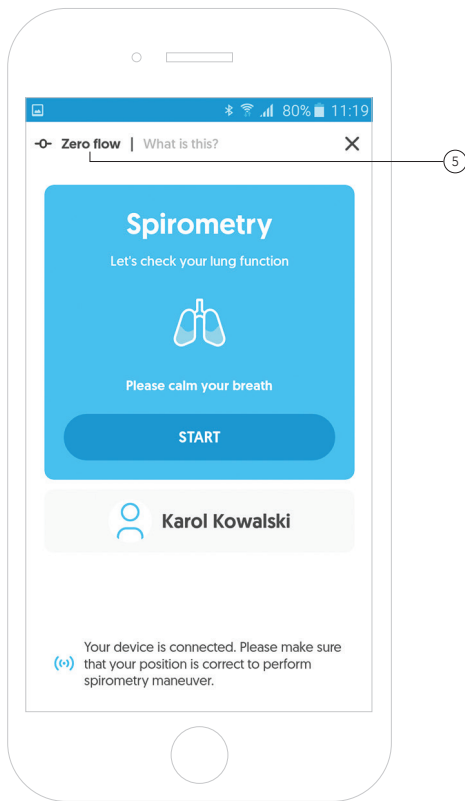 80% 11:19
-O- Zero flow | What is this? X
5
Spirometry
Let's check your lung function
Please calm your breath
START
Karol Kowalski
Your device is connected. Please make sure
that your position is correct to perform
spirometry maneuver.